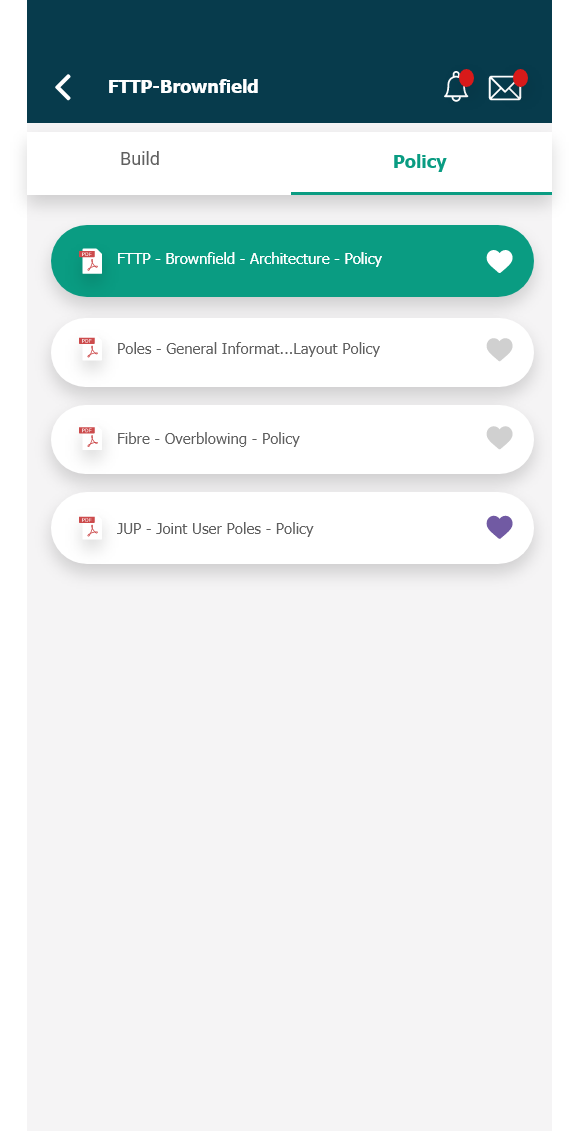 FTTP-Brownfield
Build
Policy
PDF
FTTP - Brownfield - Architecture - Policy
PDF
Poles - General Informat...Layout Policy
PDF
Fibre - Overblowing - Policy
PDF
JUP - Joint User Poles - Policy